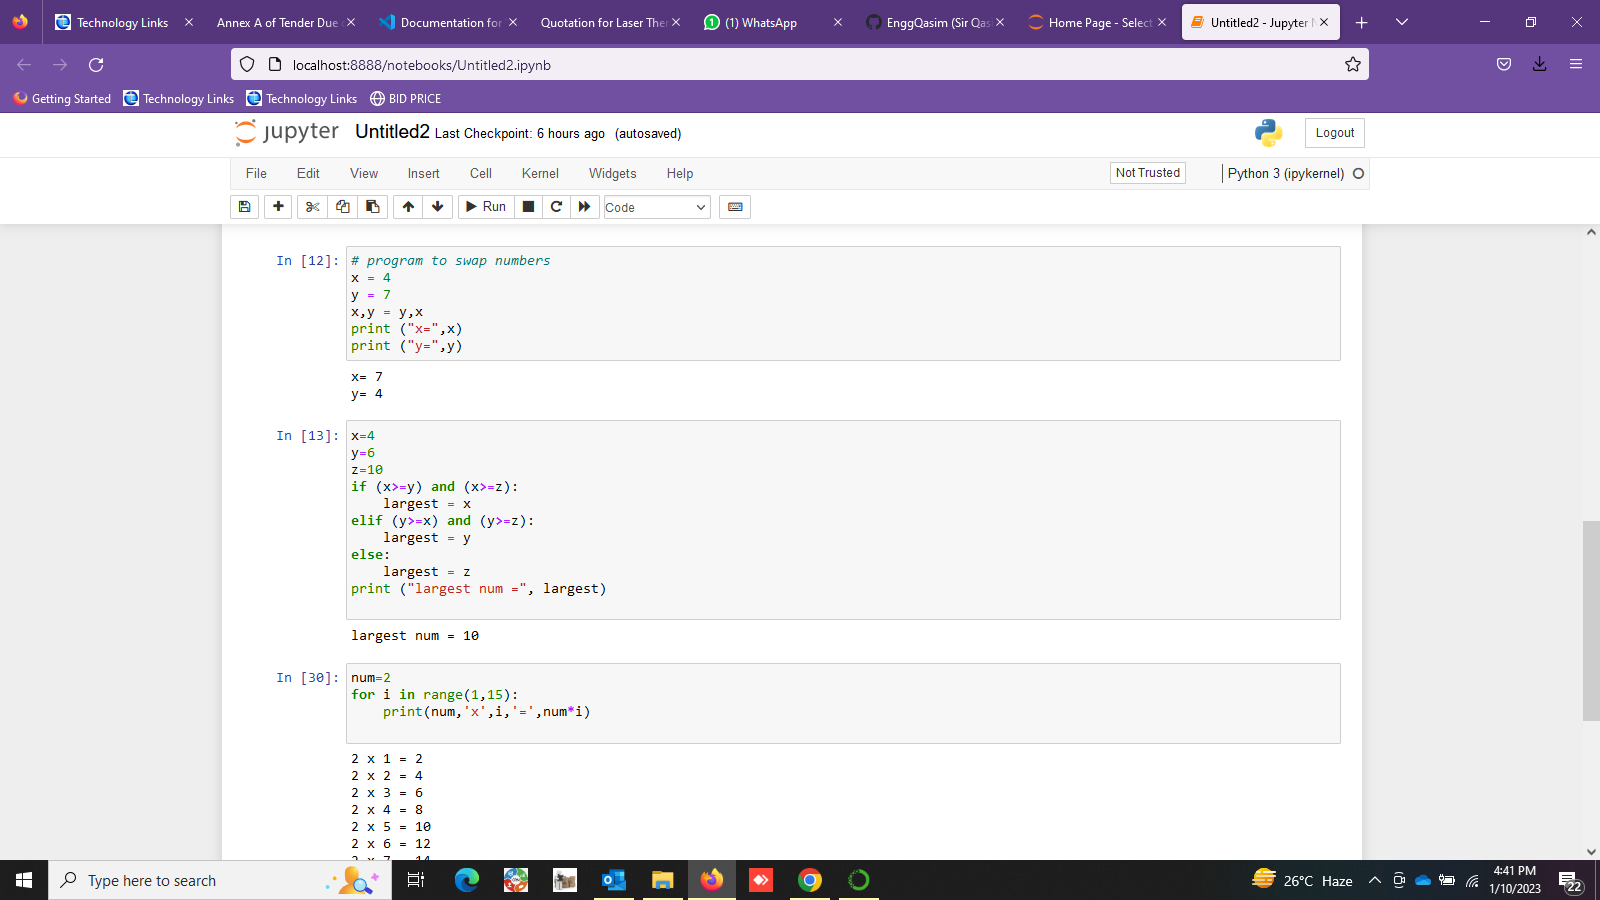 Technology Links
Annex A of Tender Due
Documentation for
Quotation for Laser Ther
(1) WhatsApp
EnggQasim (Sir Qas
Home Page - Select
Untitled2 - Jupyter
localhost:8888/notebooks/Untitled2.ipynb
Getting Started
Technology Links
Technology Links
BID PRICE
jupyter
Untitled2 Last Checkpoint: 6 hours ago (autosaved)
Logout
File Edit View Insert Cell Kernel Widgets Help
Not Trusted
Python 3 (ipykernel)
Run
Code
In [12]:
# program to swap numbers
x = 4
y = 7
x,y = y,x
print ("x=",x)
print ("y=",y)
x= 7
y= 4
In [13]:
x=4
y=6
z=10
if (x>=y) and (x>=z):
    largest = x
elif (y>=x) and (y>=z):
    largest = y
else:
    largest = z
print ("largest num =", largest)
largest num = 10
In [30]:
num=2
for i in range(1,15):
    print(num,'x',i,'=',num*i)
2 x 1 = 2
2 x 2 = 4
2 x 3 = 6
2 x 4 = 8
2 x 5 = 10
2 x 6 = 12
2 x 7 = 14
Type here to search
26°C Haze
4:41 PM
1/10/2023
22